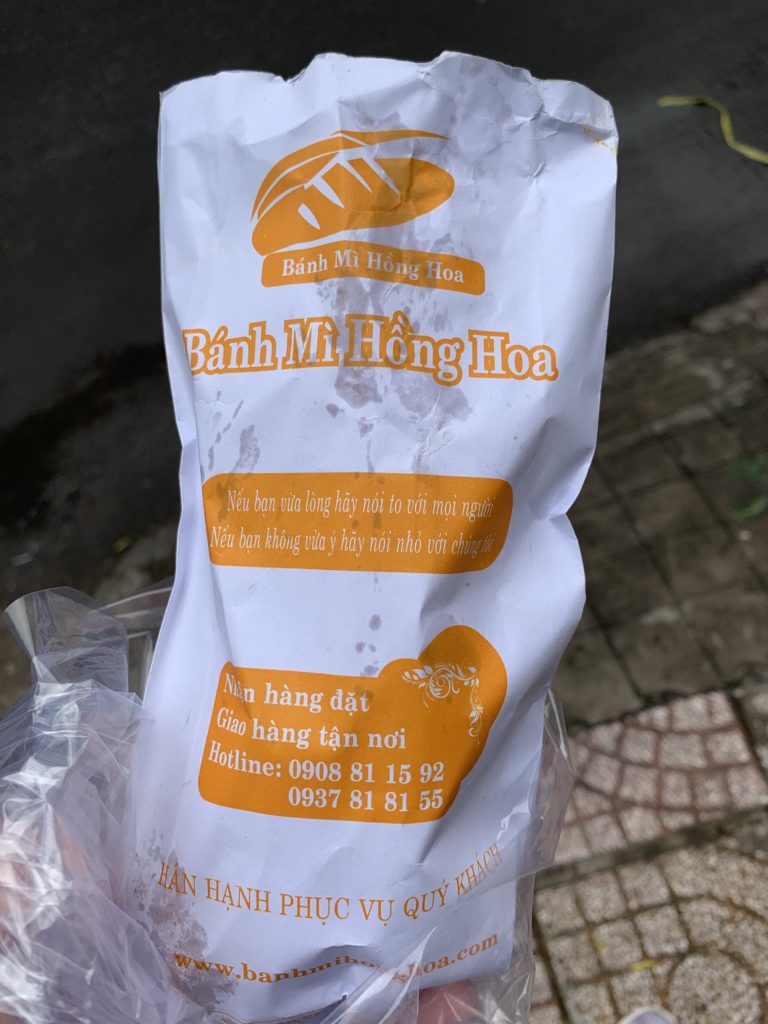 Bánh Mì Hồng Hoa
Bánh Mì Hồng Hoa
Nếu bạn vừa lòng hãy nói to với mọi người
Nếu bạn không vừa ý hãy nói nhỏ với chúng tôi
Nhận hàng đặt
Giao hàng tận nơi
Hotline: 0908 81 15 92
0937 81 81 55
HÂN HẠNH PHỤC VỤ QUÝ KHÁCH